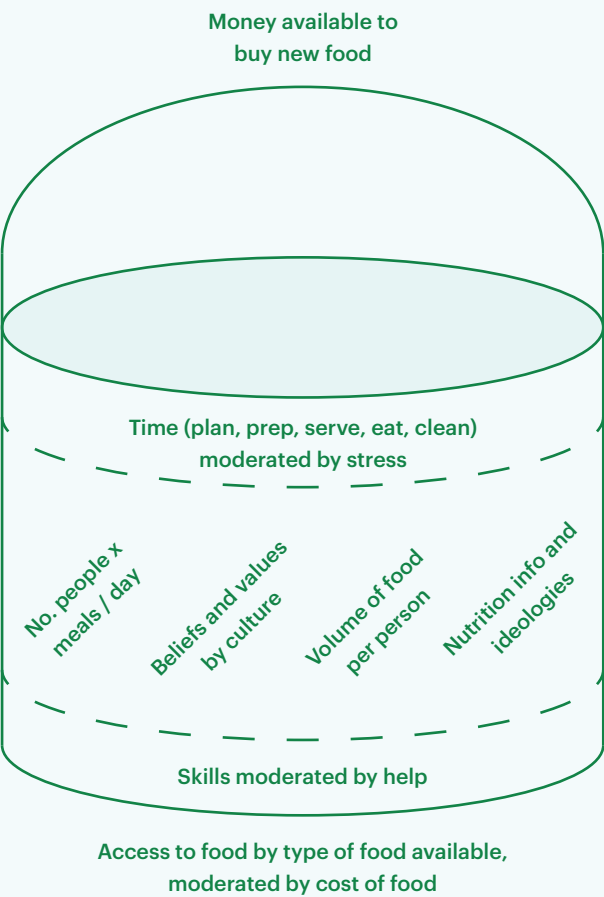 Money available to
buy new food
Time (plan, prep, serve, eat, clean)
moderated by stress
No. people x
meals / day
Beliefs and values
by culture
Volume of food
per person
Nutrition info and
ideologies
Skills moderated by help
Access to food by type of food available,
moderated by cost of food